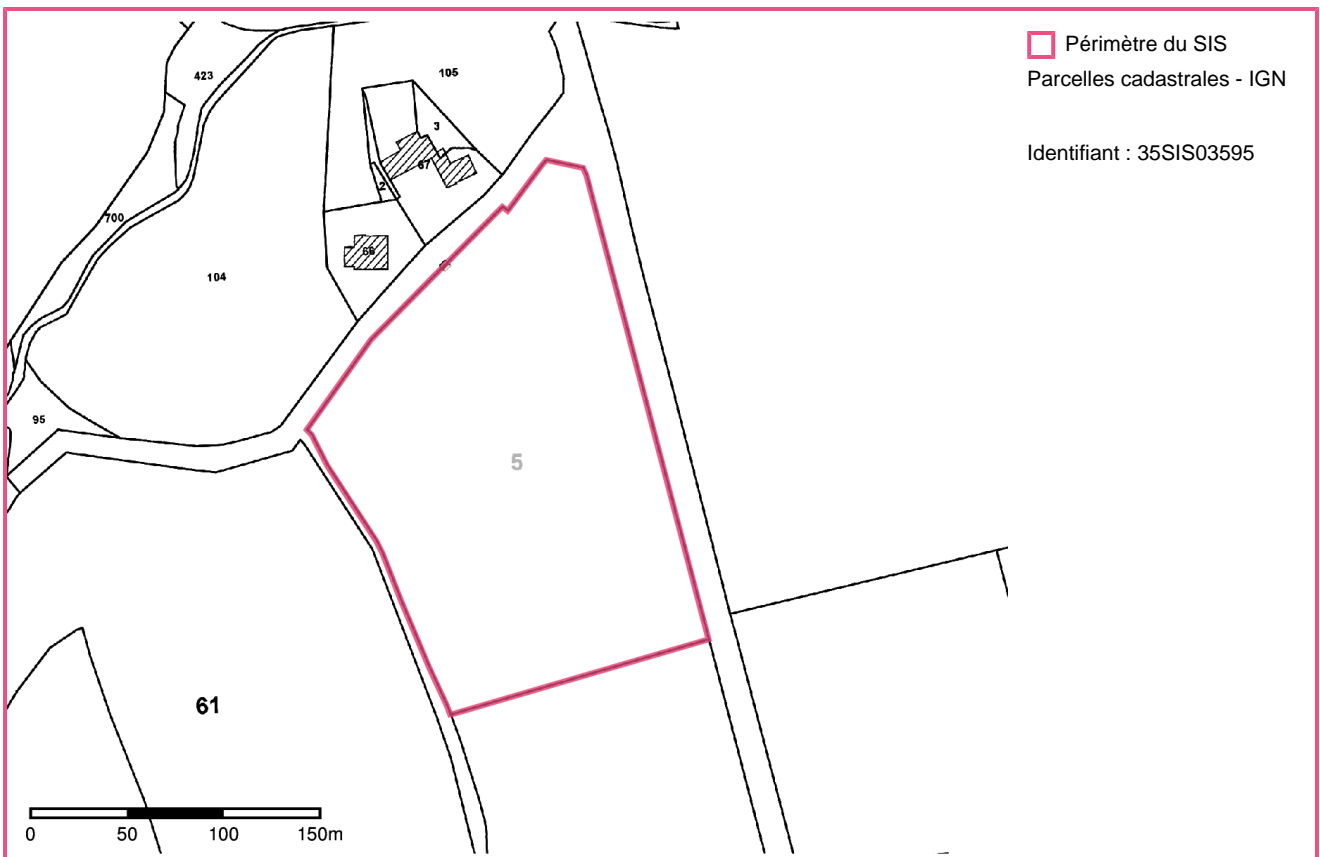 Périmètre du SIS
Parcelles cadastrales - IGN
Identifiant : 35SIS03595
423
105
3
67
2
700
66
104
95
5
61
0 50 100 150m